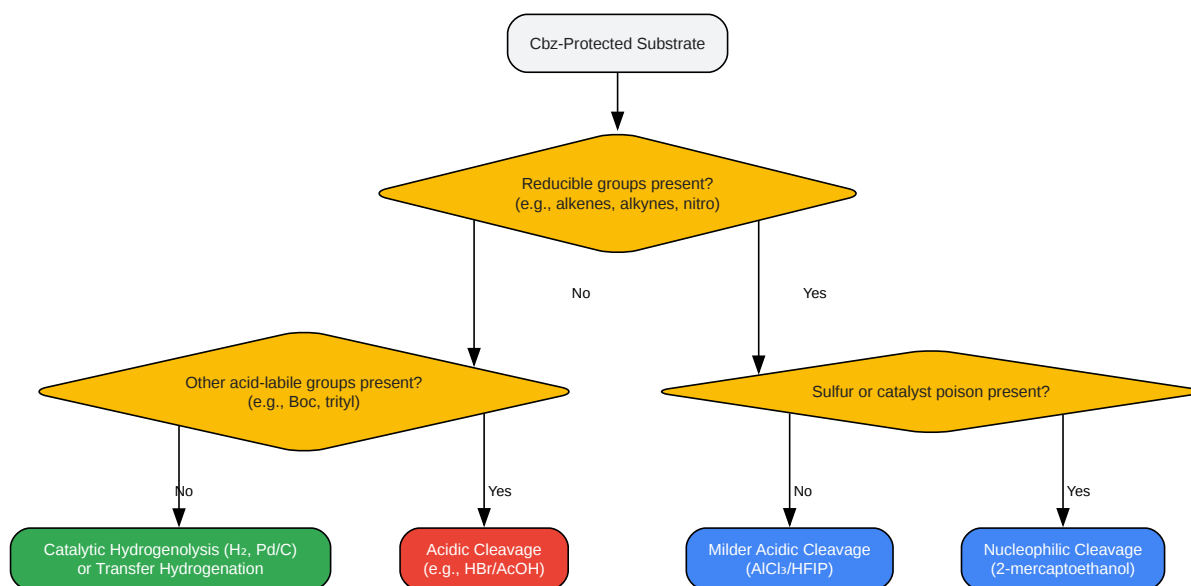 Cbz-Protected Substrate
Reducible groups present?
(e.g., alkenes, alkynes, nitro)
No
Yes
Other acid-labile groups present?
(e.g., Boc, trityl)
Sulfur or catalyst poison present?
No
Yes
No
Yes
Catalytic Hydrogenolysis (H₂, Pd/C)
or Transfer Hydrogenation
Acidic Cleavage
(e.g., HBr/AcOH)
Milder Acidic Cleavage
(AlCl₃/HFIP)
Nucleophilic Cleavage
(2-mercaptoethanol)